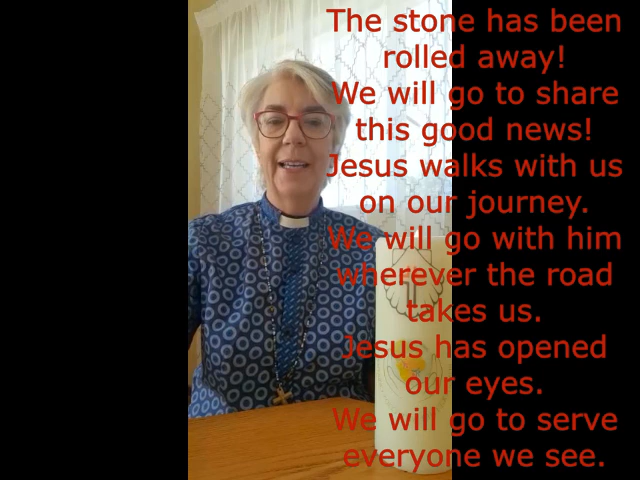 The stone has been
rolled away!
We will go to share
this good news!
Jesus walks with us
on our journey.
We will go with him
wherever the road
takes us.
Jesus has opened
our eyes.
We will go to serve
everyone we see.